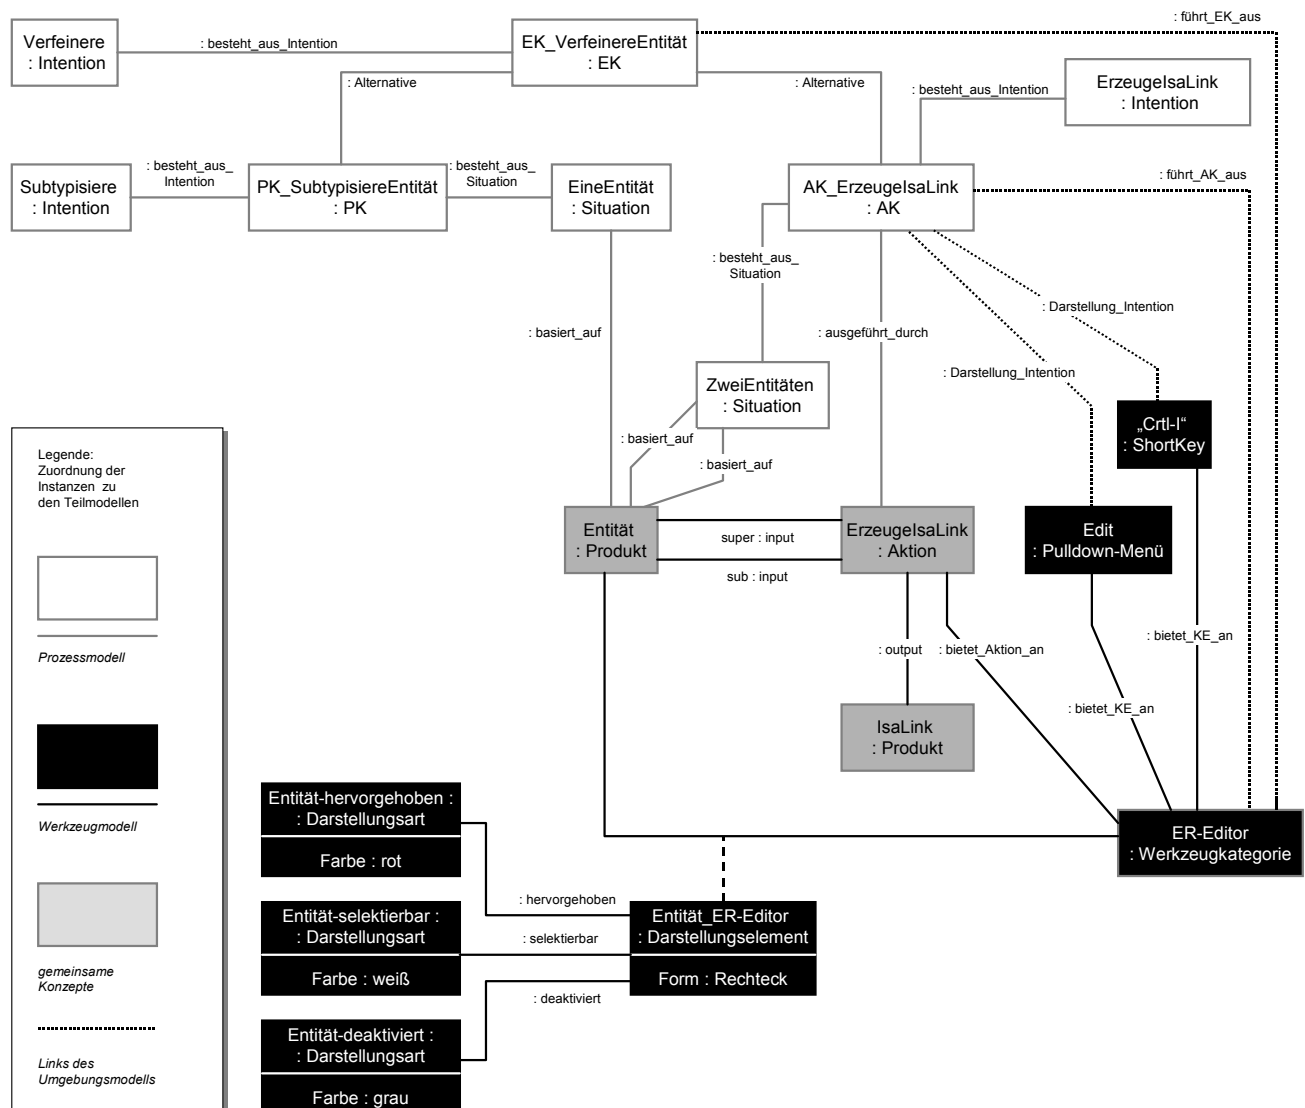 : führt_EK_aus
Verfeinere
: Intention
: besteht_aus_Intention
EK_VerfeinereEntität
: EK
: Alternative
: Alternative
: besteht_aus_Intention
ErzeugeIsaLink
: Intention
Subtypisiere
: Intention
: besteht_aus_
Intention
PK_SubtypisiereEntität
: PK
: besteht_aus_
Situation
EineEntität
: Situation
AK_ErzeugeIsaLink
: AK
: führt_AK_aus
: besteht_aus_
Situation
: Darstellung_Intention
: basiert_auf
: ausgeführt_durch
: Darstellung_Intention
ZweiEntitäten
: Situation
„Crtl-I“
: ShortKey
: basiert_auf
: basiert_auf
Legende:
Zuordnung der
Instanzen zu
den Teilmodellen
Prozessmodell
Werkzeugmodell
gemeinsame
Konzepte
Links des
Umgebungsmodells
Entität
: Produkt
super : input
sub : input
ErzeugeIsaLink
: Aktion
Edit
: Pulldown-Menü
: output
: bietet_Aktion_an
: bietet_KE_an
: bietet_KE_an
IsaLink
: Produkt
ER-Editor
: Werkzeugkategorie
Entität-hervorgehoben :
: Darstellungsart
Farbe : rot
: hervorgehoben
Entität-selektierbar :
: Darstellungsart
Farbe : weiß
: selektierbar
Entität_ER-Editor
: Darstellungselement
Form : Rechteck
: deaktiviert
Entität-deaktiviert :
: Darstellungsart
Farbe : grau